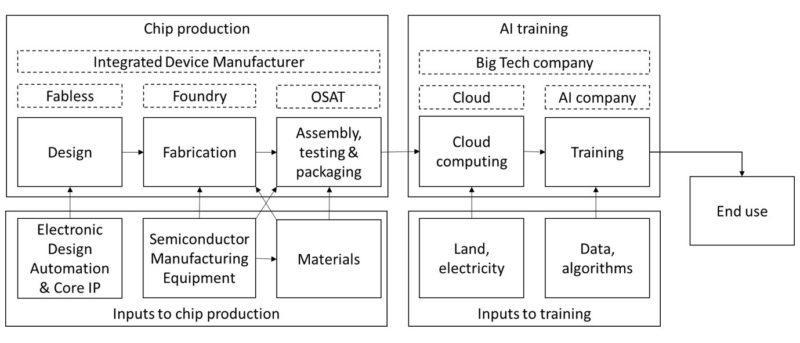 Chip production
Integrated Device Manufacturer
Fabless
Foundry
OSAT
Design
Fabrication
Assembly,
testing &
packaging
Electronic
Design
Automation
& Core IP
Semiconductor
Manufacturing
Equipment
Materials
Inputs to chip production
AI training
Big Tech company
Cloud
AI company
Cloud
computing
Training
Land,
electricity
Data,
algorithms
Inputs to training
End use